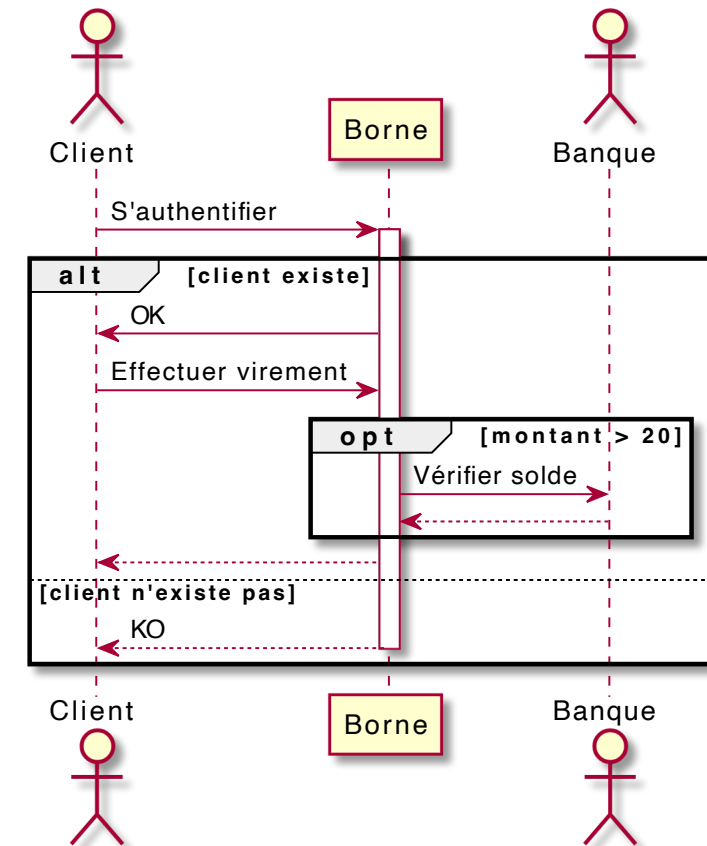 Client
Borne
Banque
S'authentifier
alt [client existe]
OK
Effectuer virement
opt [montant > 20]
Vérifier solde
[client n'existe pas]
KO
Client
Borne
Banque